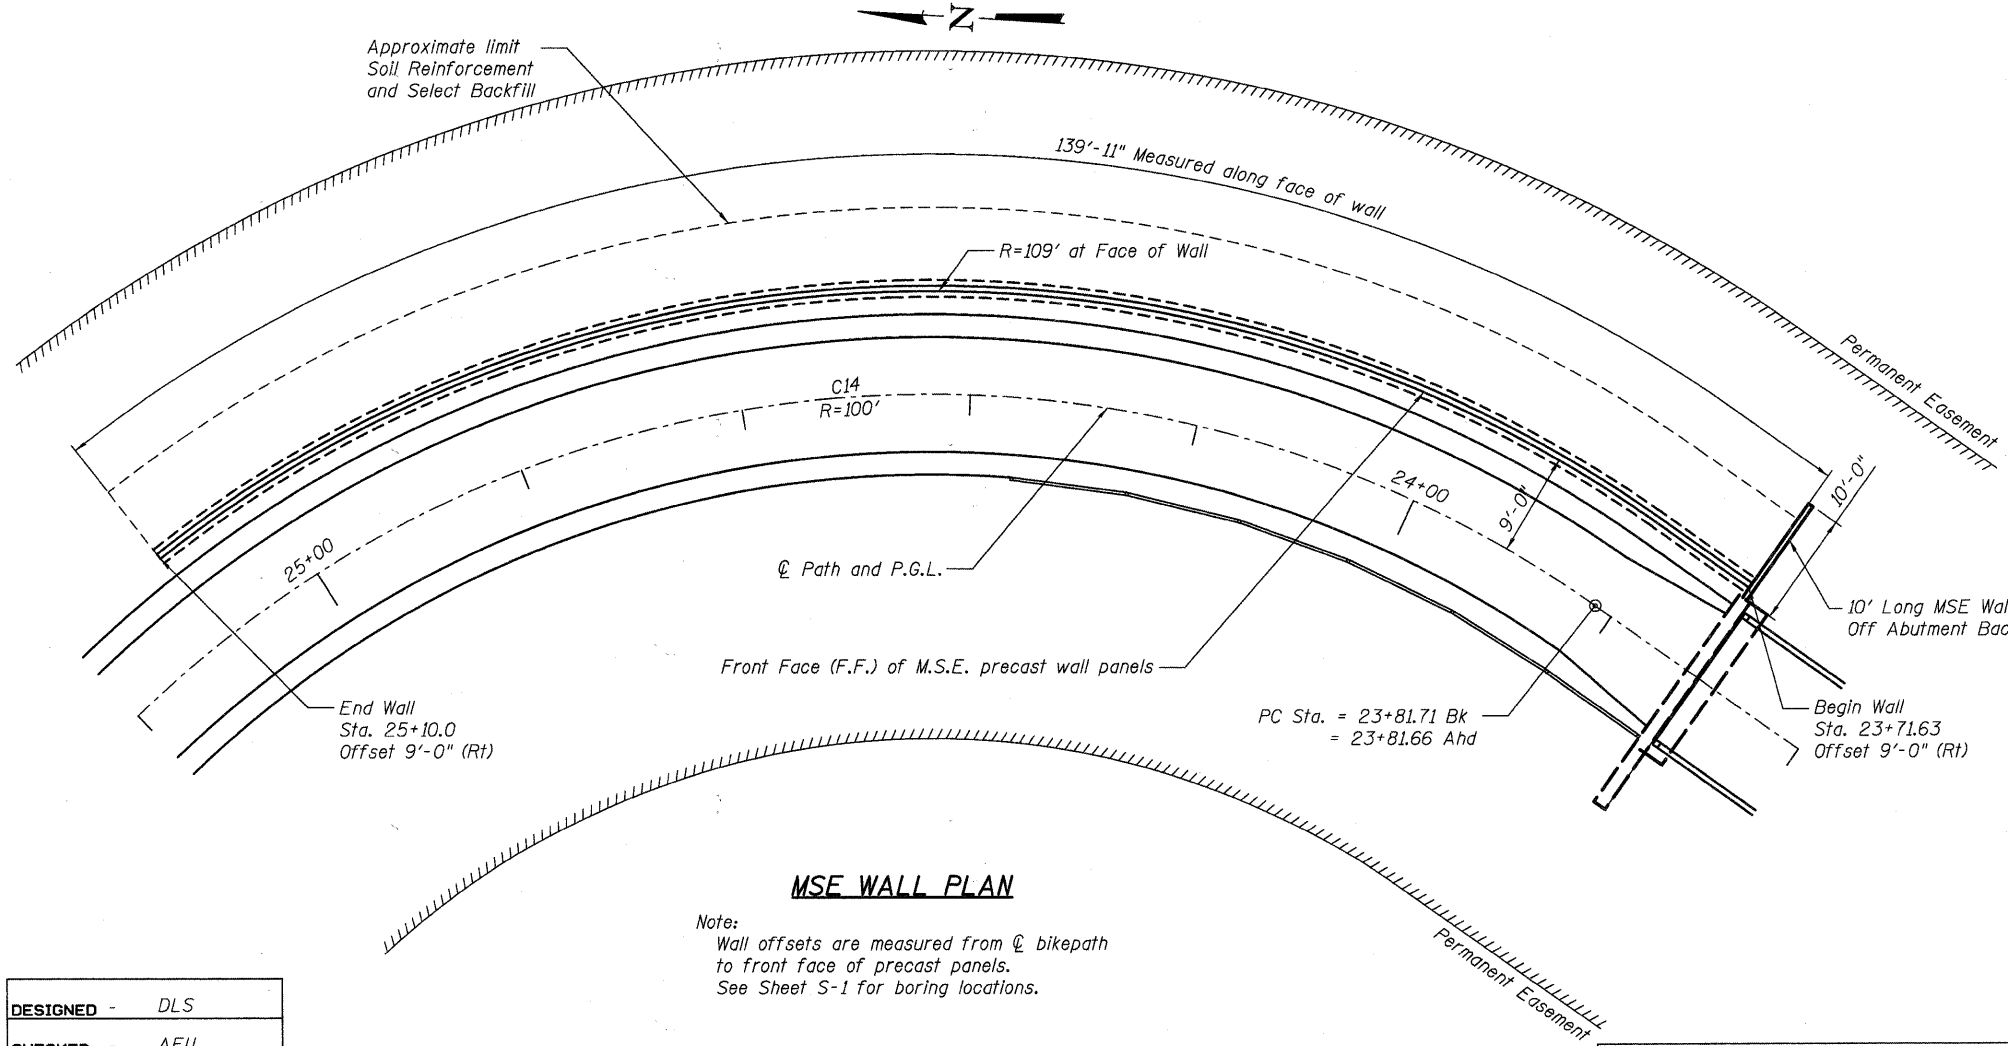 N
Approximate limit
Soil Reinforcement
and Select Backfill
139'-11" Measured along face of wall
R=109' at Face of Wall
Permanent Easement
C14
R=100'
24+00
9'-0"
10'-0"
25+00
℄ Path and P.G.L.
10' Long MSE Wal
Off Abutment Bac
Front Face (F.F.) of M.S.E. precast wall panels
End Wall
Sta. 25+10.0
Offset 9'-0" (Rt)
PC Sta. = 23+81.71 Bk
= 23+81.66 Ahd
Begin Wall
Sta. 23+71.63
Offset 9'-0" (Rt)
MSE WALL PLAN
Note:
Wall offsets are measured from ℄ bikepath
to front face of precast panels.
See Sheet S-1 for boring locations.
Permanent Easement
DESIGNED - DLS